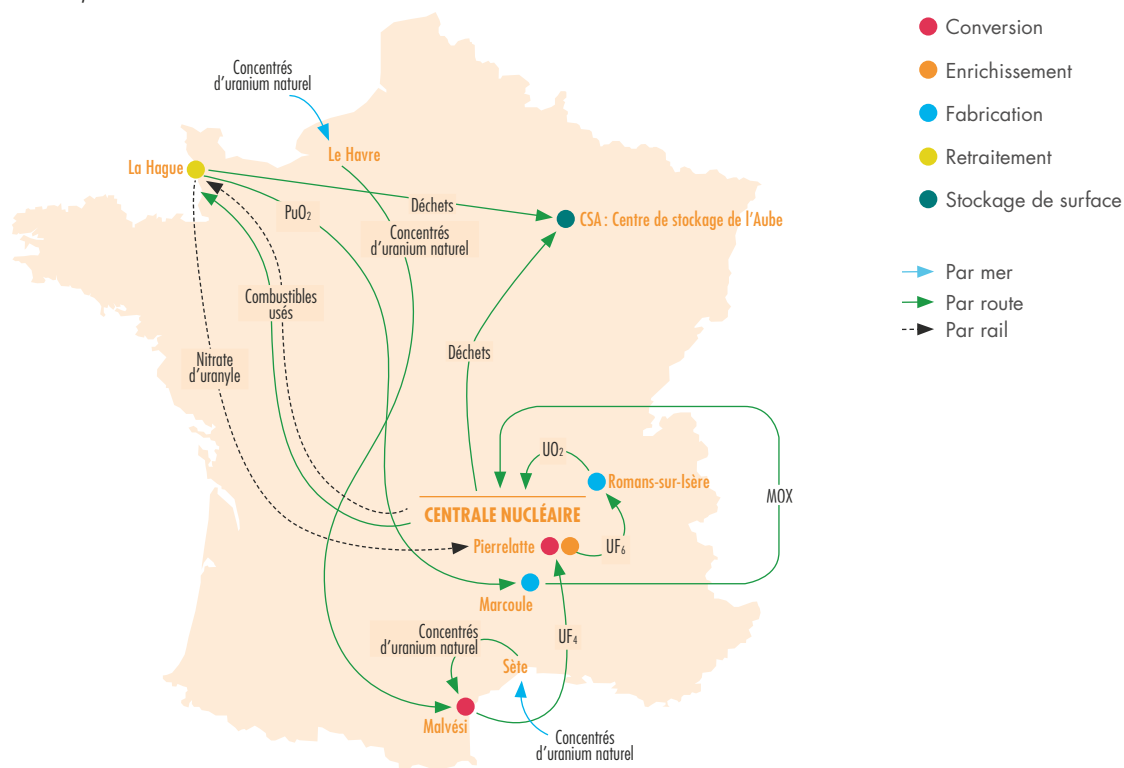 Concentrés
d'uranium naturel
Le Havre
La Hague
PuO₂
Déchets
Concentrés
d'uranium naturel
CSA : Centre de stockage de l'Aube
Combustibles
usés
Nitrate
d'uranyle
Déchets
UO₂
Romans-sur-Isère
MOX
CENTRALE NUCLÉAIRE
Pierrelatte
UF₆
Marcoule
UF₄
Concentrés
d'uranium naturel
Sète
Malvési
Concentrés
d'uranium naturel
Conversion
Enrichissement
Fabrication
Retraitement
Stockage de surface
Par mer
Par route
Par rail